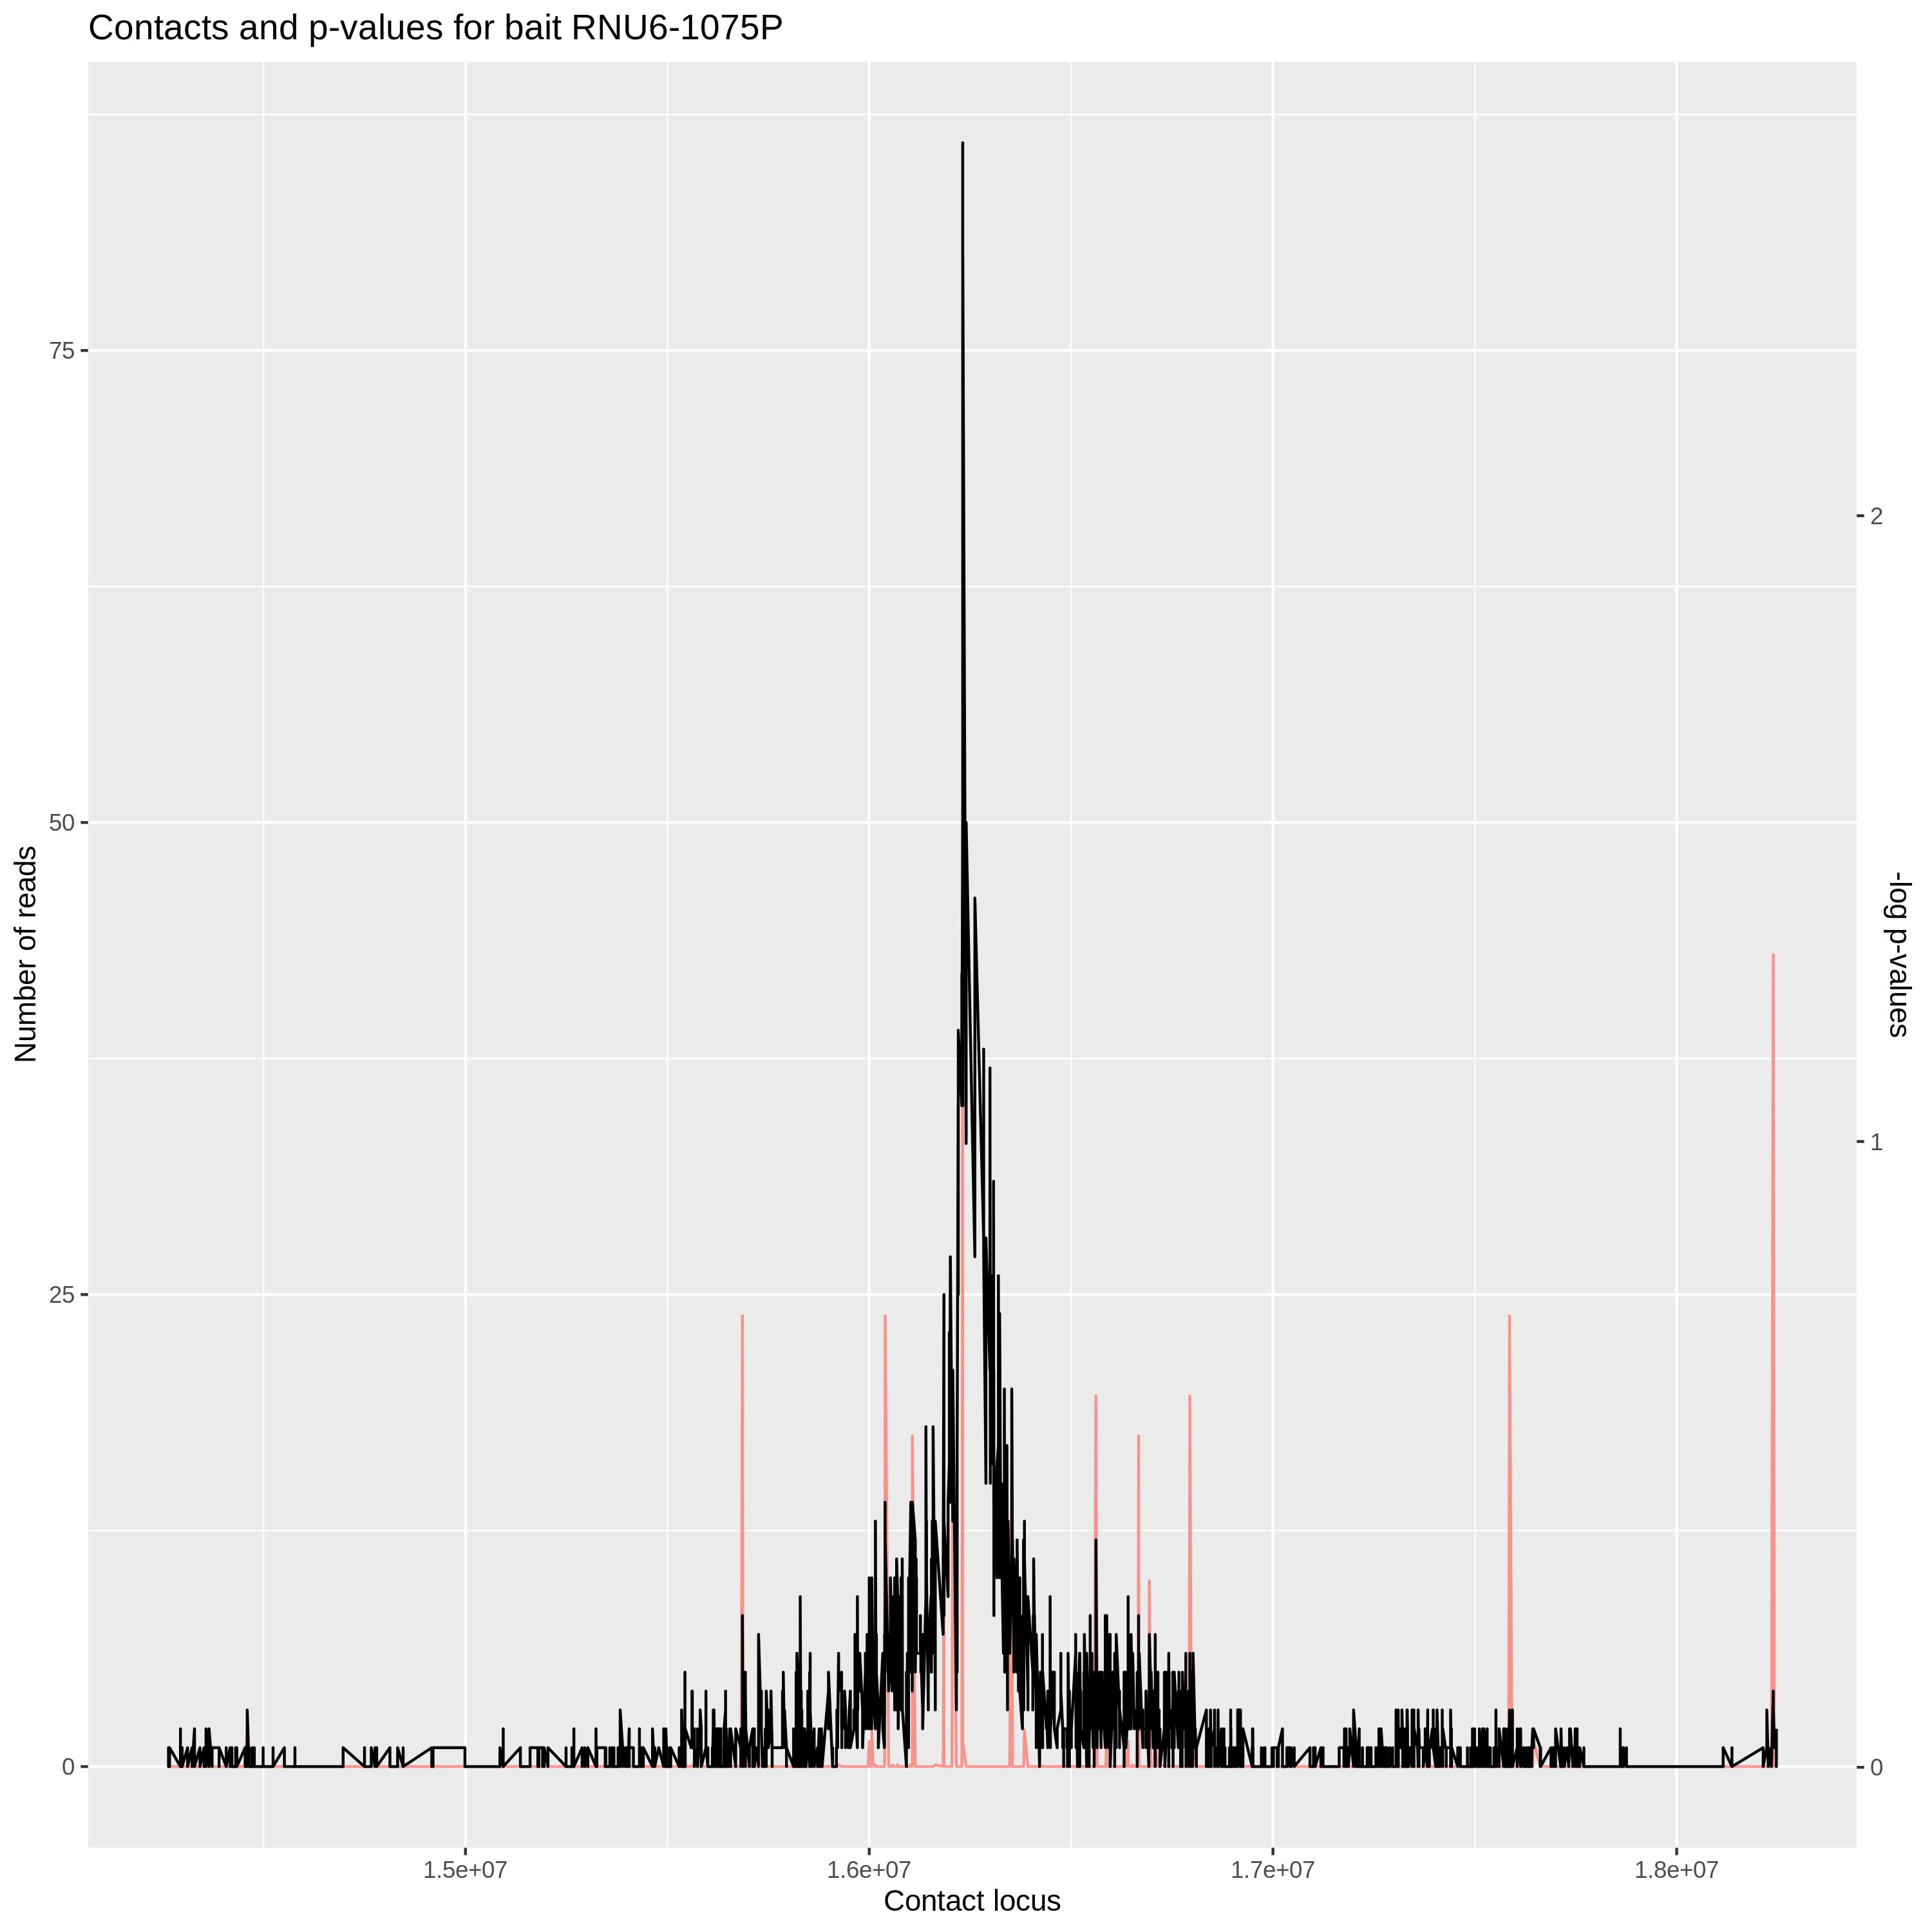 Contacts and p-values for bait RNU6-1075P
75
50
25
0
Number of reads
2
1
0
-log p-values
1.5e+07
1.6e+07
1.7e+07
1.8e+07
Contact locus